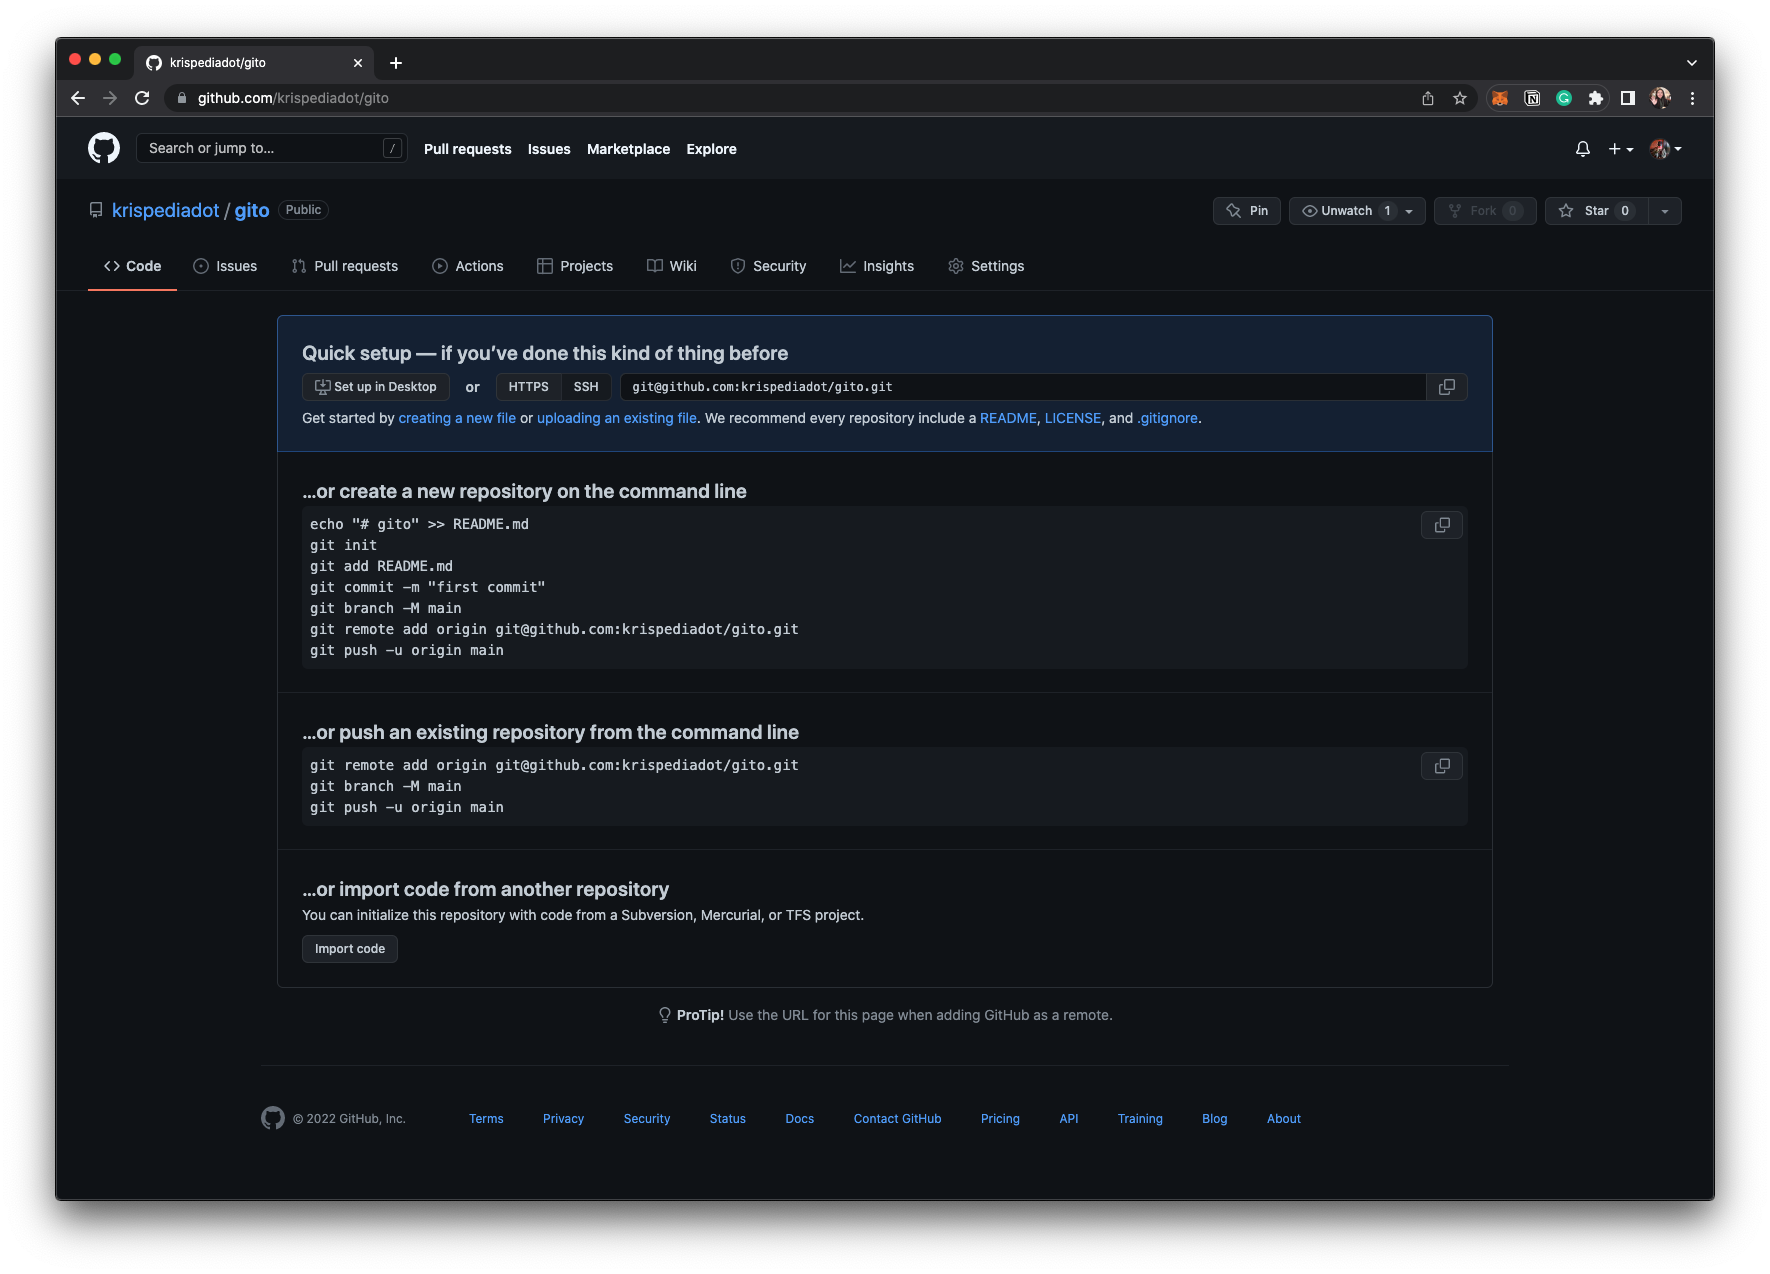 krispediadot/gito
github.com/krispediadot/gito
Search or jump to... /
Pull requests Issues Marketplace Explore
krispediadot / gito Public
Pin Unwatch 1 Fork 0 Star 0
Code Issues Pull requests Actions Projects Wiki Security Insights Settings
Quick setup — if you’ve done this kind of thing before
Set up in Desktop or HTTPS SSH git@github.com:krispediadot/gito.git
Get started by creating a new file or uploading an existing file. We recommend every repository include a README, LICENSE, and .gitignore.
…or create a new repository on the command line
echo "# gito" >> README.md
git init
git add README.md
git commit -m "first commit"
git branch -M main
git remote add origin git@github.com:krispediadot/gito.git
git push -u origin main
…or push an existing repository from the command line
git remote add origin git@github.com:krispediadot/gito.git
git branch -M main
git push -u origin main
…or import code from another repository
You can initialize this repository with code from a Subversion, Mercurial, or TFS project.
Import code
ProTip! Use the URL for this page when adding GitHub as a remote.
© 2022 GitHub, Inc. Terms Privacy Security Status Docs Contact GitHub Pricing API Training Blog About